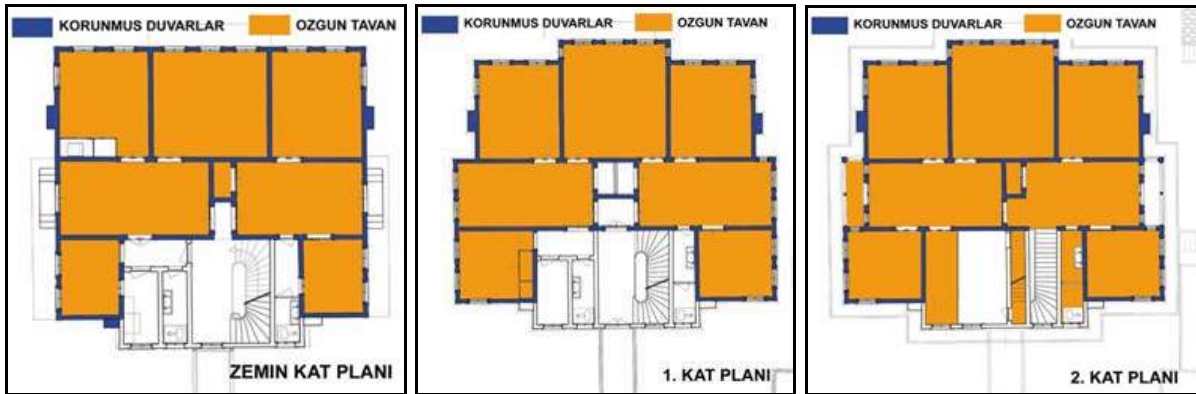 KORUNMUS DUVARLAR
OZGUN TAVAN
ZEMIN KAT PLANI
KORUNMUS DUVARLAR
OZGUN TAVAN
1. KAT PLANI
KORUNMUS DUVARLAR
OZGUN TAVAN
2. KAT PLANI